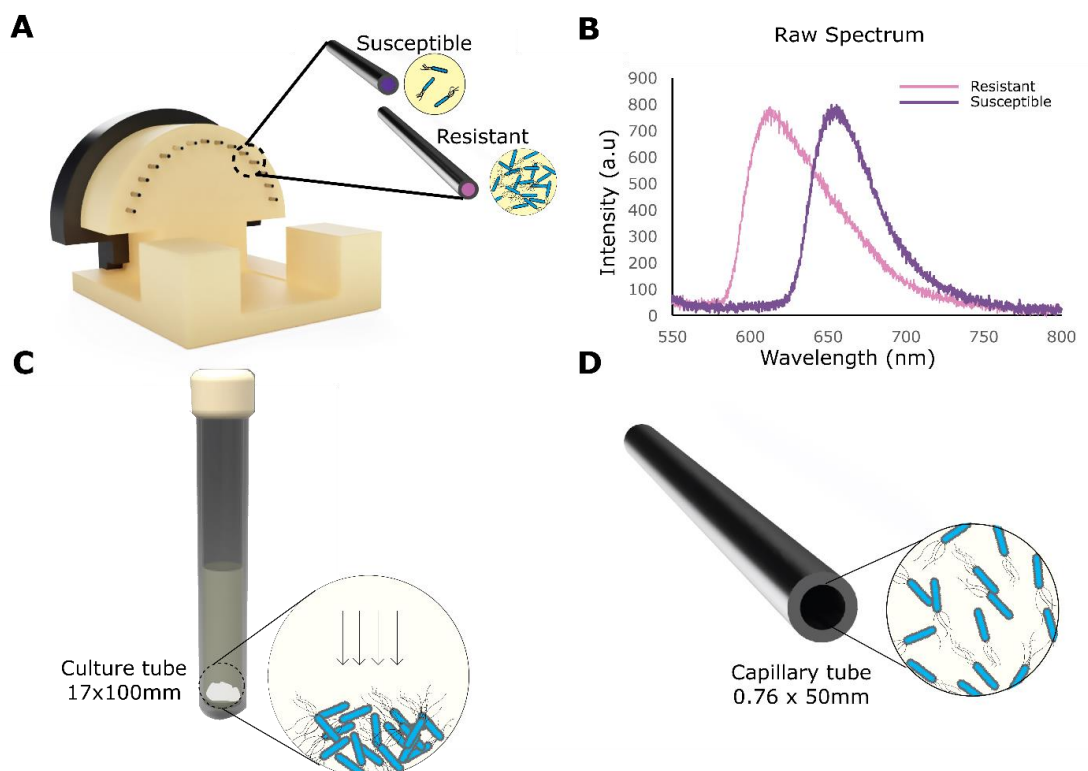 A
Susceptible
Resistant
B
Raw Spectrum
Resistant
Susceptible
900
800
700
600
500
400
300
200
100
0
Intensity (a.u)
550
600
650
700
750
800
Wavelength (nm)
C
Culture tube
17x100mm
D
Capillary tube
0.76 x 50mm